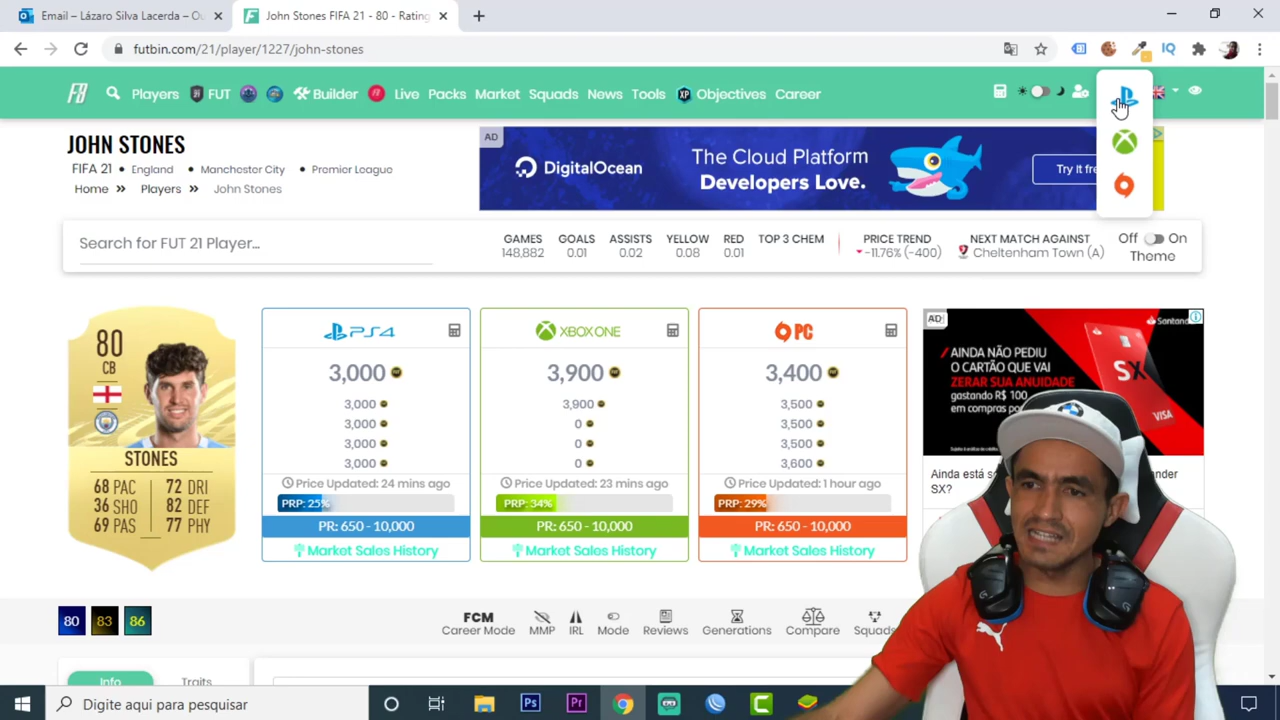 Email – Lázaro Silva Lacerda – Ou
John Stones FIFA 21 - 80 - Rating
futbin.com/21/player/1227/john-stones
Players
FUT
Builder
Live
Packs
Market
Squads
News
Tools
XP
Objectives
Career
JOHN STONES
FIFA 21 • England • Manchester City • Premier League
Home » Players » John Stones
AD
DigitalOcean
The Cloud Platform
Developers Love.
Try It fre
Search for FUT 21 Player...
GAMES
148,882
GOALS
0.01
ASSISTS
0.02
YELLOW
0.08
RED
0.01
TOP 3 CHEM
PRICE TREND
-11.76% (-400)
NEXT MATCH AGAINST
Cheltenham Town (A)
Off On
Theme
80
CB
STONES
68 PAC 72 DRI
36 SHO 82 DEF
69 PAS 77 PHY
PS4
3,000
3,000
3,000
3,000
3,000
Price Updated: 24 mins ago
PRP: 25%
PR: 650 - 10,000
Market Sales History
XBOX ONE
3,900
3,900
0
0
0
Price Updated: 23 mins ago
PRP: 34%
PR: 650 - 10,000
Market Sales History
PC
3,400
3,500
3,500
3,500
3,600
Price Updated: 1 hour ago
PRP: 29%
PR: 650 - 10,000
Market Sales History
AD
Santander
AINDA NÃO PEDIU
O CARTÃO QUE VAI
ZERAR SUA ANUIDADE
gastando R$ 100
em compras po
SX
VISA
Ainda está s
nder
SX?
80 83 86
FCM
Career Mode
MMP
IRL
Mode
Reviews
Generations
Compare
Squads
Info
Traits
Digite aqui para pesquisar